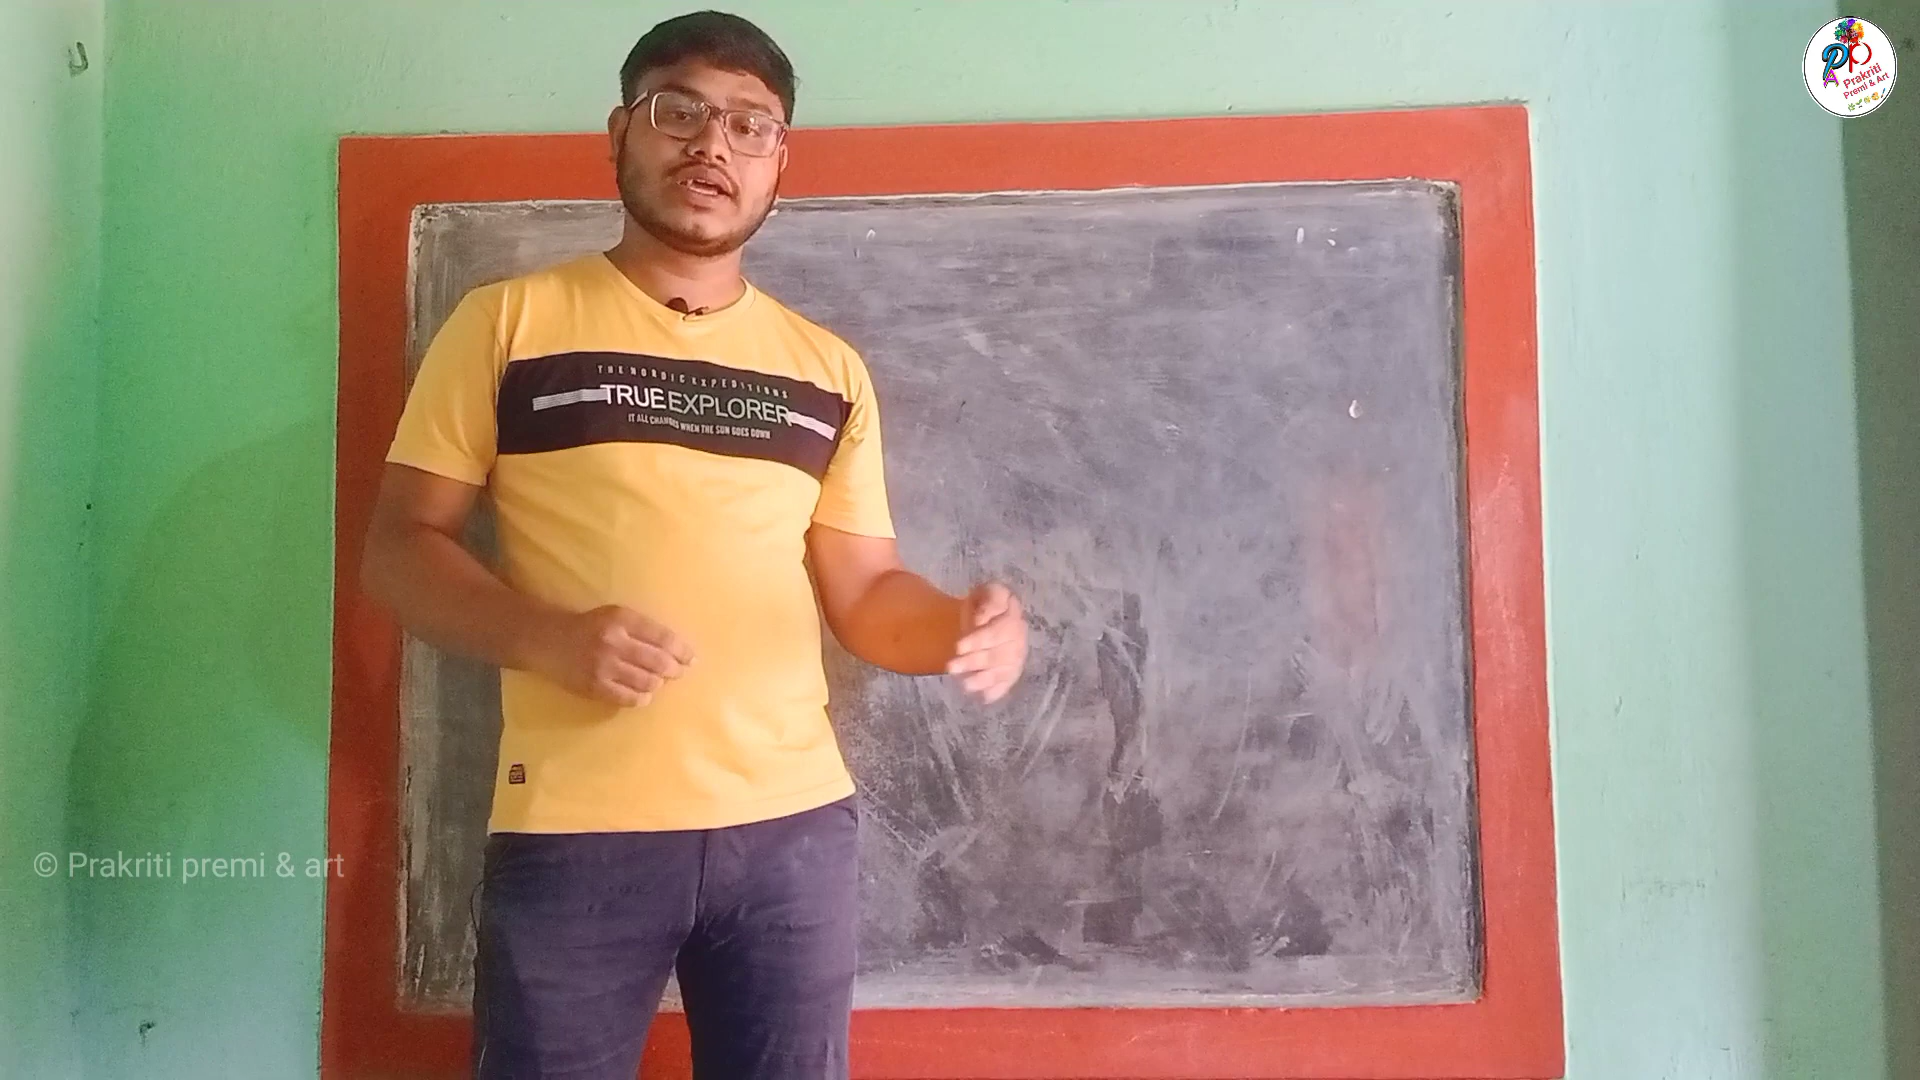 PPA
Prakriti
Premi & Art
THE NORDIC EXPEDITIONS
TRUE EXPLORER
IT ALL CHANGES WHEN THE SUN GOES DOWN
© Prakriti premi & art